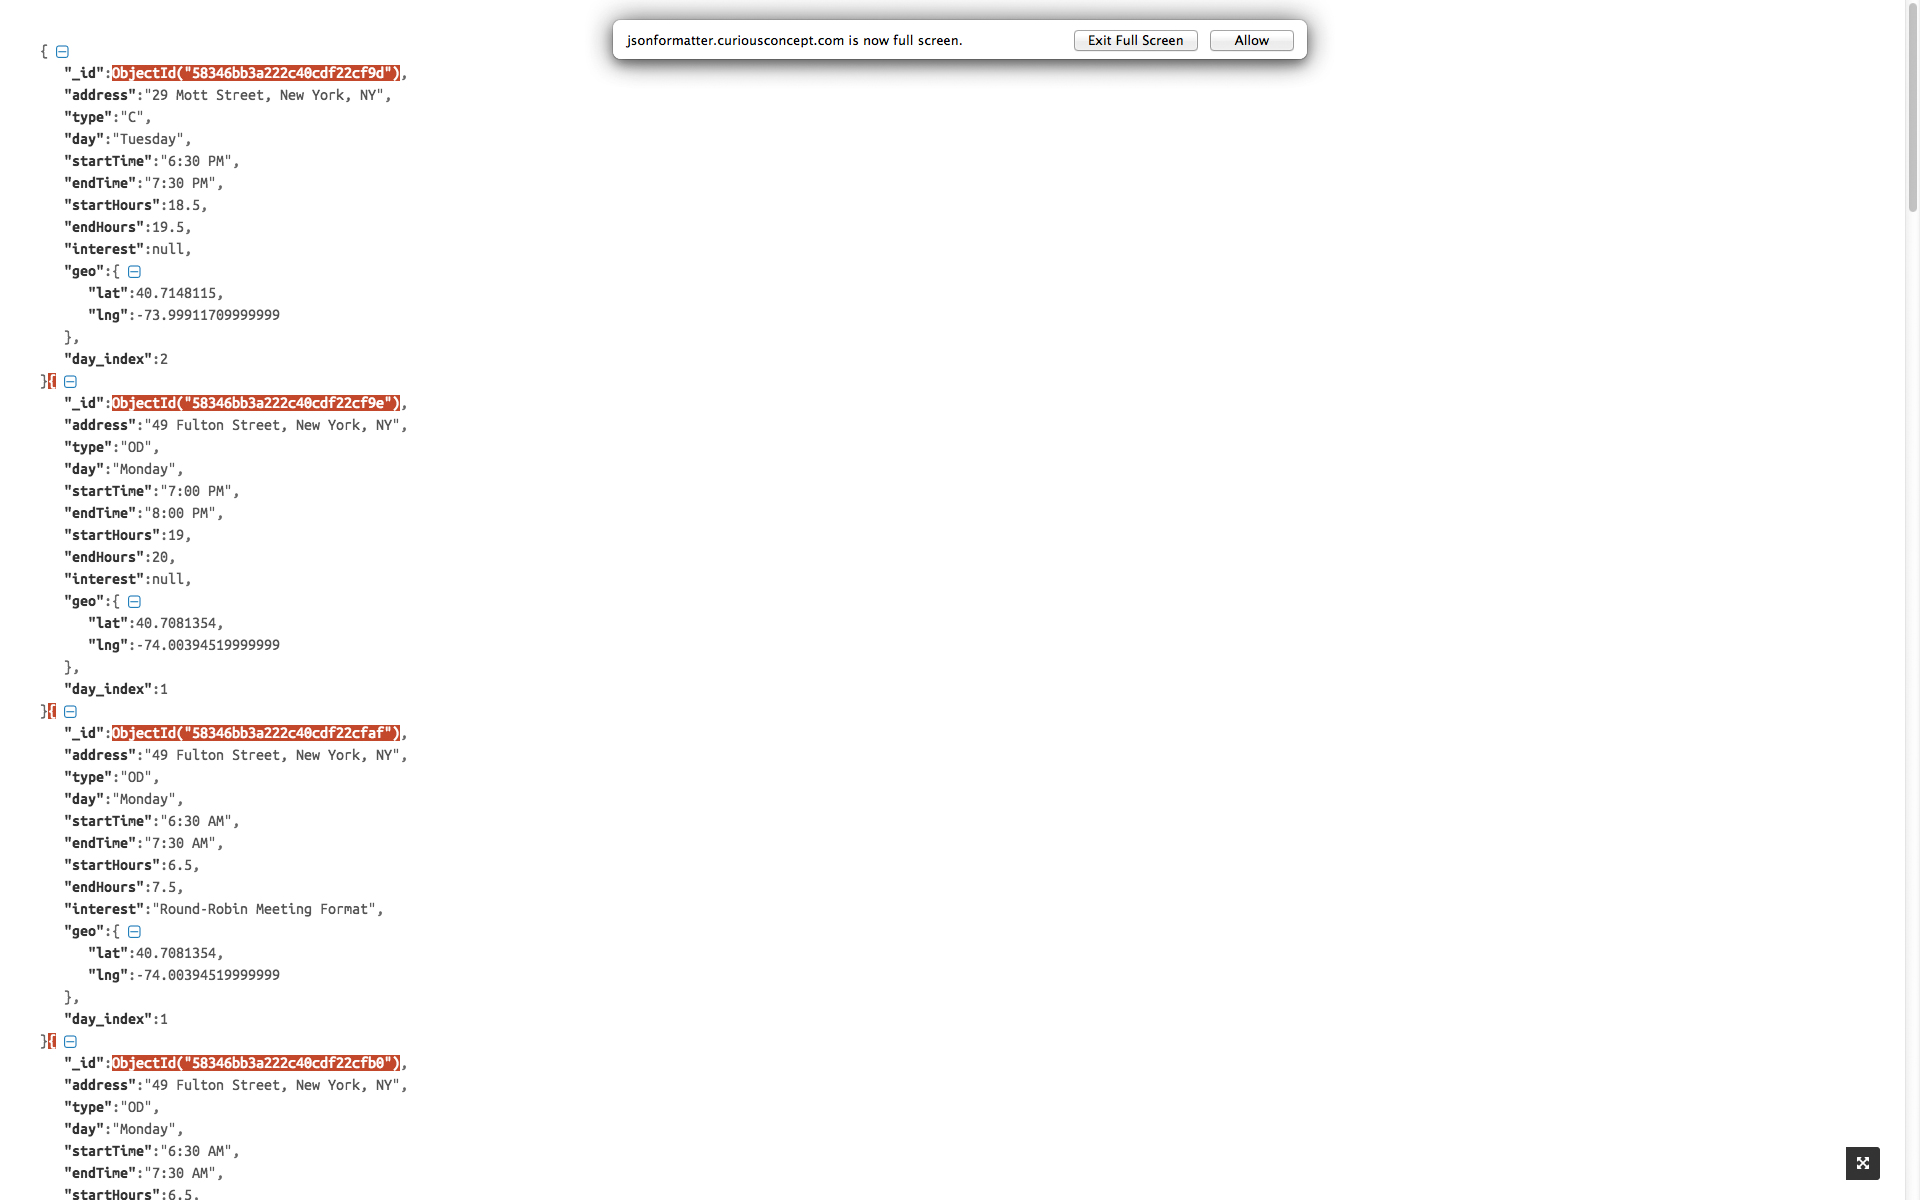 jsonformatter.curiousconcept.com is now full screen. Exit Full Screen Allow
{
"_id":ObjectId("58346bb3a222c40cdf22cf9d"),
"address":"29 Mott Street, New York, NY",
"type":"C",
"day":"Tuesday",
"startTime":"6:30 PM",
"endTime":"7:30 PM",
"startHours":18.5,
"endHours":19.5,
"interest":null,
"geo":{
"lat":40.7148115,
"lng":-73.99911709999999
},
"day_index":2
}{
"_id":ObjectId("58346bb3a222c40cdf22cf9e"),
"address":"49 Fulton Street, New York, NY",
"type":"OD",
"day":"Monday",
"startTime":"7:00 PM",
"endTime":"8:00 PM",
"startHours":19,
"endHours":20,
"interest":null,
"geo":{
"lat":40.7081354,
"lng":-74.00394519999999
},
"day_index":1
}{
"_id":ObjectId("58346bb3a222c40cdf22cfaf"),
"address":"49 Fulton Street, New York, NY",
"type":"OD",
"day":"Monday",
"startTime":"6:30 AM",
"endTime":"7:30 AM",
"startHours":6.5,
"endHours":7.5,
"interest":"Round-Robin Meeting Format",
"geo":{
"lat":40.7081354,
"lng":-74.00394519999999
},
"day_index":1
}{
"_id":ObjectId("58346bb3a222c40cdf22cfb0"),
"address":"49 Fulton Street, New York, NY",
"type":"OD",
"day":"Monday",
"startTime":"6:30 AM",
"endTime":"7:30 AM",
"startHours":6.5,